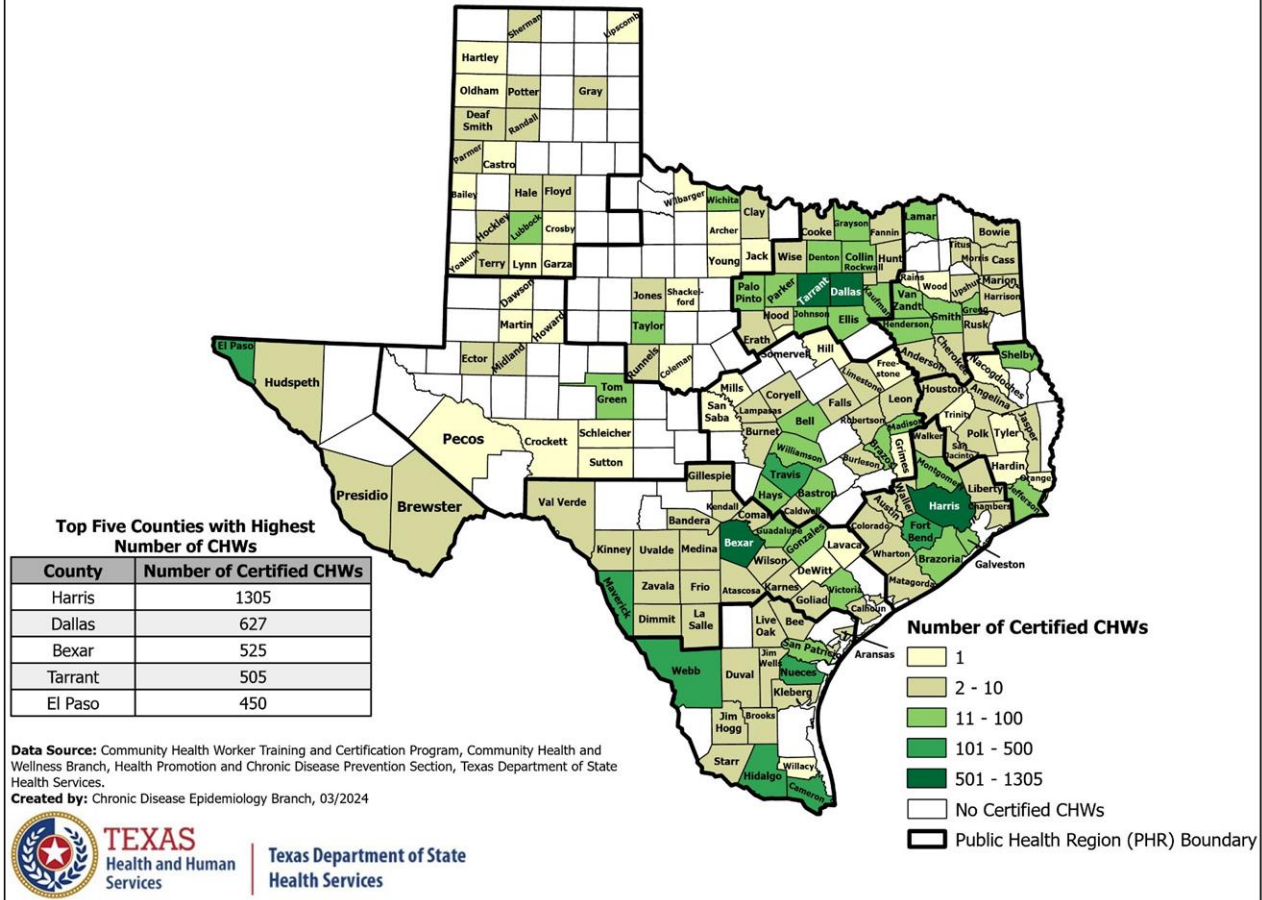 Sherman
Lipscomb
Hartley
Oldham
Potter
Gray
Deaf
Smith
Randall
Parmer
Castro
Bailey
Hale
Floyd
Hockley
Lubbock
Crosby
Yoakum
Terry
Lynn
Garza
Wilbarger
Wichita
Clay
Archer
Young
Jack
Cooke
Grayson
Fannin
Lamar
Bowie
Wise
Denton
Collin
Rockwall
Hunt
Titus
Morris
Cass
Rains
Wood
Upshur
Marion
Harrison
Dawson
Jones
Shackel-
ford
Palo
Pinto
Parker
Tarrant
Dallas
Kaufman
Van
Zandt
Smith
Gregg
Martin
Howard
Taylor
Hood
Johnson
Ellis
Henderson
Rusk
El Paso
Hudspeth
Ector
Midland
Runnels
Coleman
Erath
Somervell
Hill
Free-
stone
Anderson
Cherokee
Nacogdoches
Shelby
Tom
Green
Mills
San
Saba
Lampasas
Coryell
Limestone
Falls
Leon
Houston
Angelina
Pecos
Crockett
Schleicher
Sutton
Burnet
Bell
Robertson
Madison
Trinity
Polk
Tyler
Jasper
Williamson
Burleson
Brazos
Grimes
Walker
San
Jacinto
Hardin
Orange
Presidio
Brewster
Val Verde
Gillespie
Travis
Hays
Bastrop
Montgomery
Liberty
Jefferson
Kendall
Comal
Caldwell
Austin
Waller
Harris
Chambers
Bandera
Bexar
Guadalupe
Gonzales
Lavaca
Colorado
Fort
Bend
Kinney
Uvalde
Medina
Wilson
DeWitt
Wharton
Brazoria
Galveston
Maverick
Zavala
Frio
Atascosa
Karnes
Goliad
Victoria
Matagorda
Dimmit
La
Salle
Live
Oak
Bee
Calhoun
Aransas
Webb
Duval
Jim
Wells
San Patricio
Nueces
Kleberg
Jim
Hogg
Brooks
Starr
Hidalgo
Willacy
Cameron
Top Five Counties with Highest
Number of CHWs
County Number of Certified CHWs
Harris 1305
Dallas 627
Bexar 525
Tarrant 505
El Paso 450
Number of Certified CHWs
1
2 - 10
11 - 100
101 - 500
501 - 1305
No Certified CHWs
Public Health Region (PHR) Boundary
Data Source: Community Health Worker Training and Certification Program, Community Health and
Wellness Branch, Health Promotion and Chronic Disease Prevention Section, Texas Department of State
Health Services.
Created by: Chronic Disease Epidemiology Branch, 03/2024
TEXAS
Health and Human
Services
Texas Department of State
Health Services